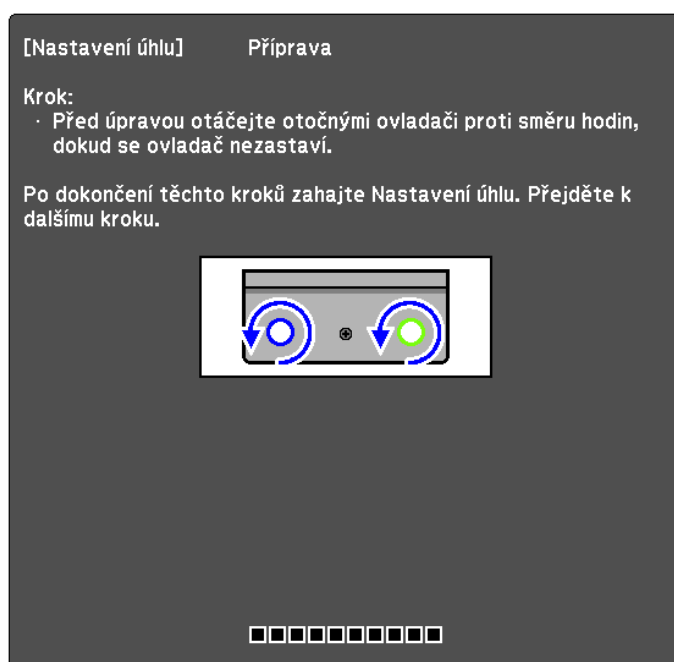 [Nastavení úhlu] Příprava
Krok:
· Před úpravou otáčejte otočnými ovladači proti směru hodin,
dokud se ovladač nezastaví.
Po dokončení těchto kroků zahajte Nastavení úhlu. Přejděte k
dalšímu kroku.